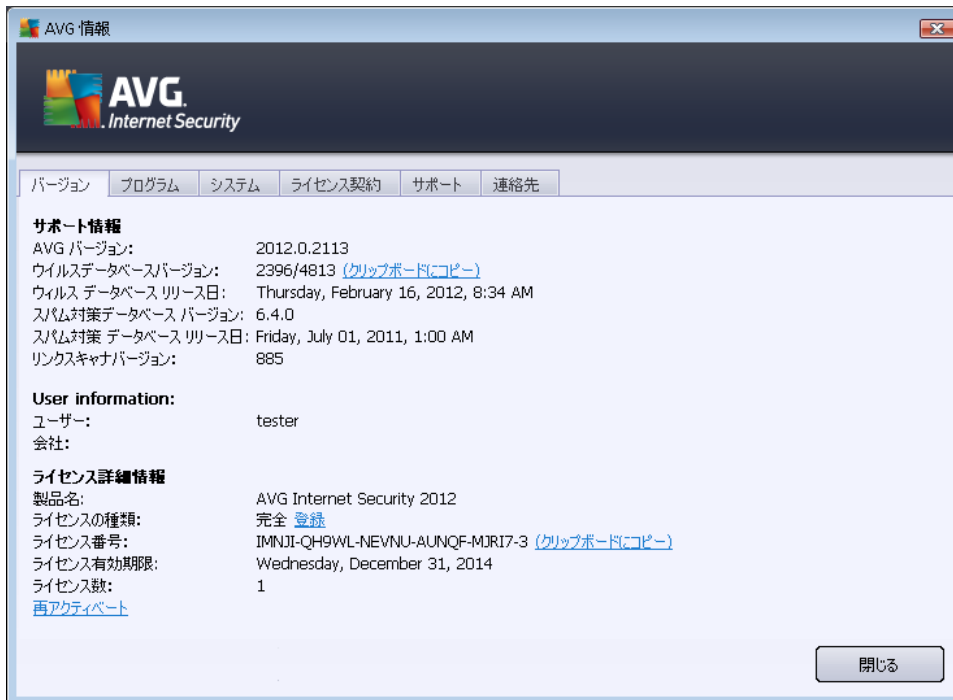 AVG 情報
AVG.
Internet Security
バージョン プログラム システム ライセンス契約 サポート 連絡先
サポート情報
AVG バージョン: 2012.0.2113
ウイルスデータベースバージョン: 2396/4813 (クリップボードにコピー)
ウィルス データベース リリース日: Thursday, February 16, 2012, 8:34 AM
スパム対策データベース バージョン: 6.4.0
スパム対策 データベース リリース日: Friday, July 01, 2011, 1:00 AM
リンクスキャナバージョン: 885
User information:
ユーザー: tester
会社:
ライセンス詳細情報
製品名: AVG Internet Security 2012
ライセンスの種類: 完全 登録
ライセンス番号: IMNJI-QH9WL-NEVNU-AUNQF-MJRI7-3 (クリップボードにコピー)
ライセンス有効期限: Wednesday, December 31, 2014
ライセンス数: 1
再アクティベート
閉じる